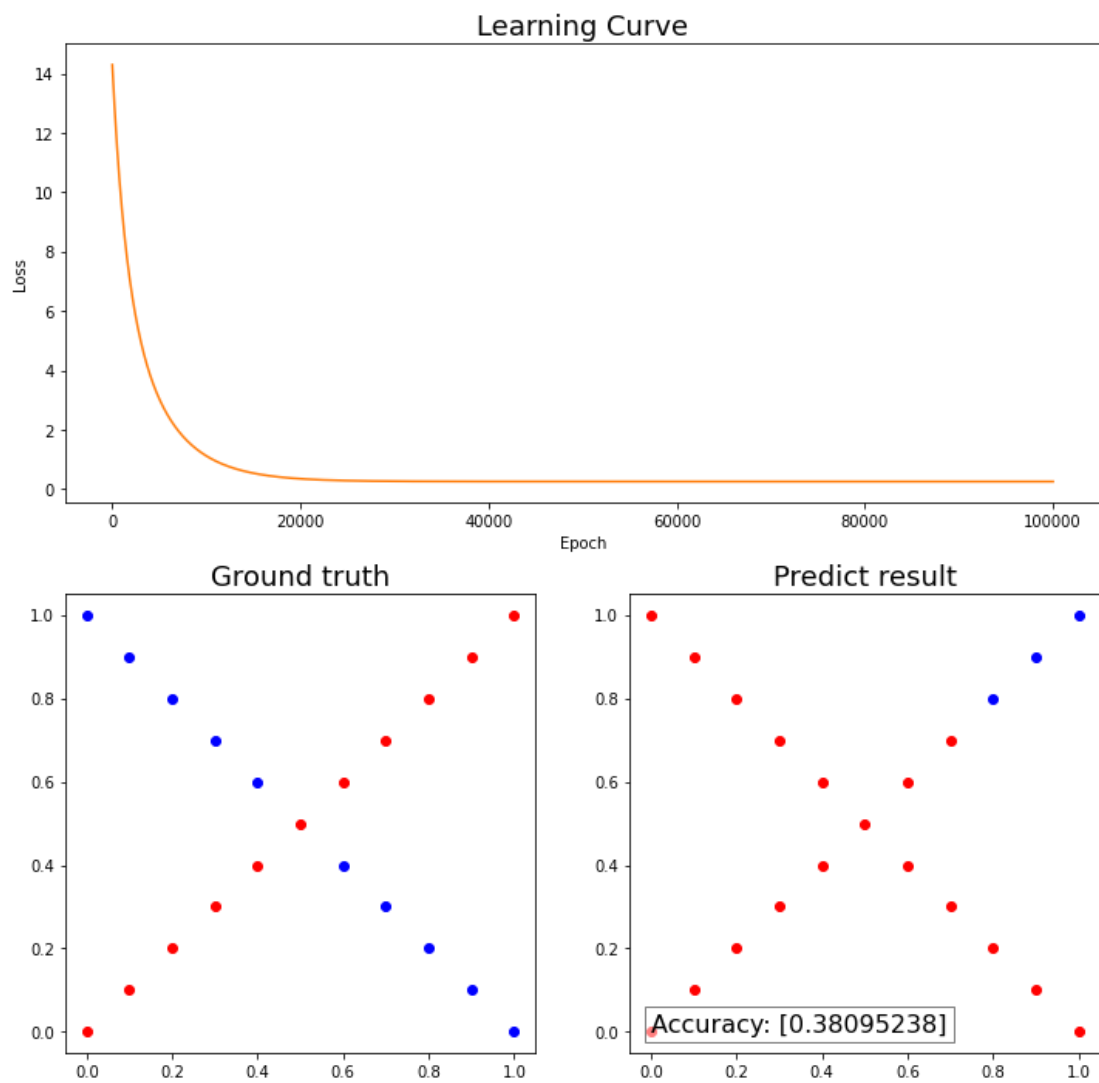 Learning Curve
14
12
10
8
6
4
2
0
Loss
0 20000 40000 60000 80000 100000
Epoch
Ground truth
1.0
0.8
0.6
0.4
0.2
0.0
0.0 0.2 0.4 0.6 0.8 1.0
Predict result
1.0
0.8
0.6
0.4
0.2
0.0
Accuracy: [0.38095238]
0.0 0.2 0.4 0.6 0.8 1.0